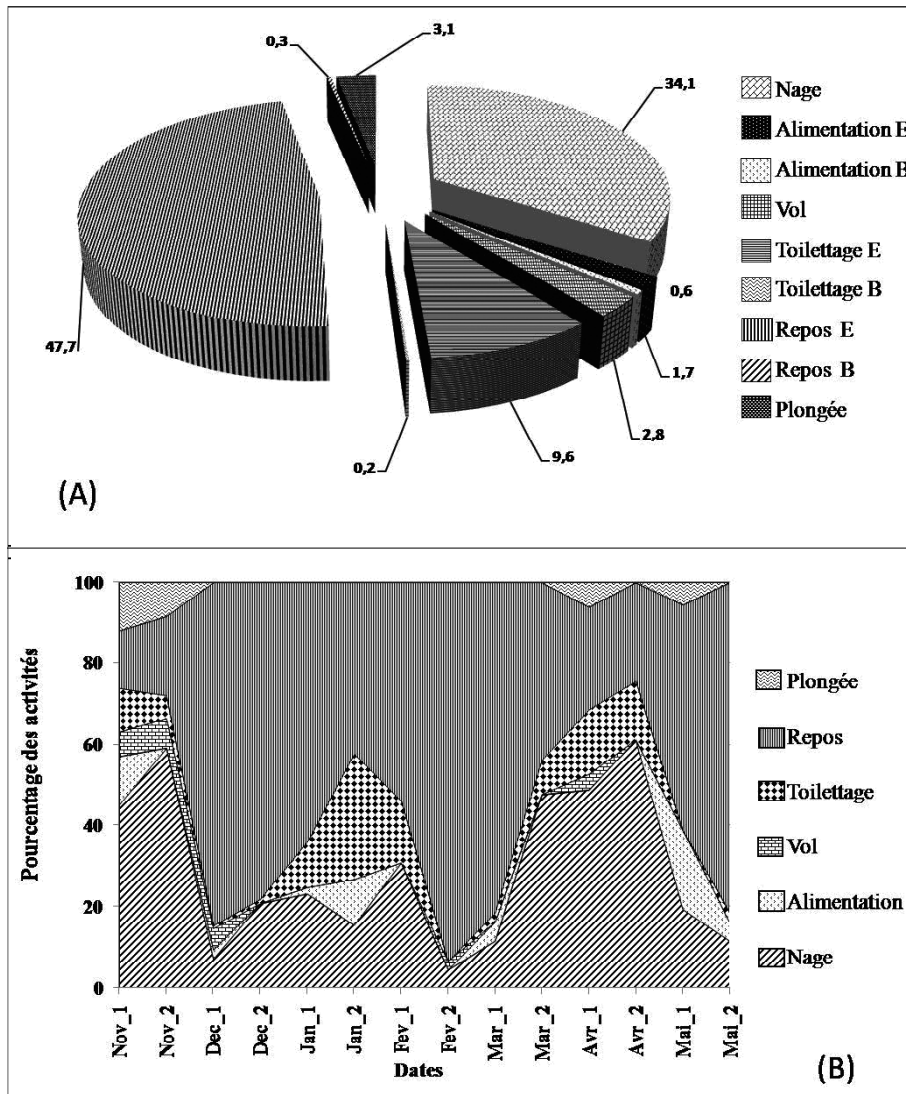 0,3
3,1
34,1
0,6
1,7
2,8
9,6
0,2
47,7
Nage
Alimentation E
Alimentation B
Vol
Toilettage E
Toilettage B
Repos E
Repos B
Plongée
(A)
Pourcentage des activités
100
80
60
40
20
0
Nov_1
Nov_2
Dec_1
Dec_2
Jan_1
Jan_2
Fev_1
Fev_2
Mar_1
Mar_2
Avr_1
Avr_2
Mai_1
Mai_2
Dates
Plongée
Repos
Toilettage
Vol
Alimentation
Nage
(B)